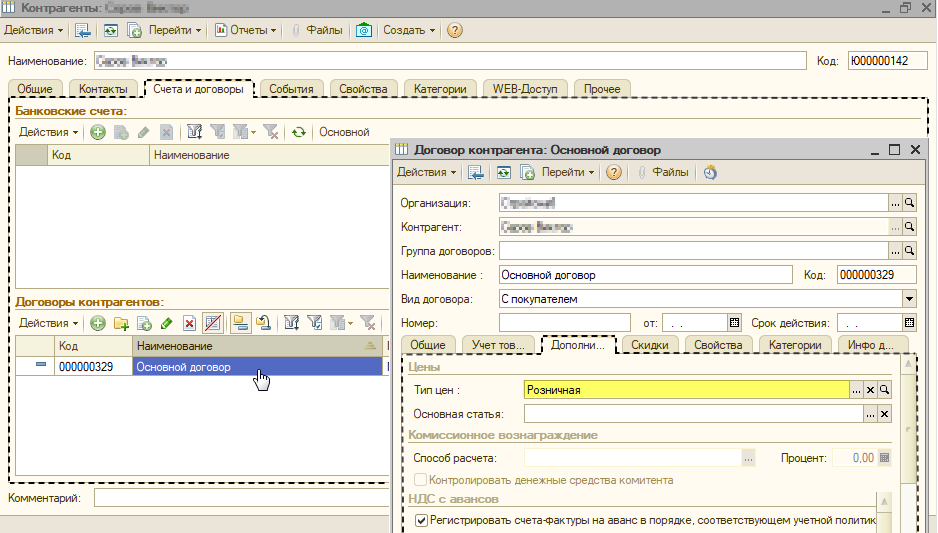 Контрагенты:
Действия Перейти Отчеты Файлы Создать
Наименование: Код: Ю00000142
Общие Контакты Счета и договоры События Свойства Категории WEB-Доступ Прочее
Банковские счета:
Действия Основной
Код Наименование
Договоры контрагентов:
Действия
Код Наименование
000000329 Основной договор
Комментарий:
Договор контрагента: Основной договор
Действия Перейти Файлы
Организация:
Контрагент:
Группа договоров:
Наименование : Основной договор Код: 000000329
Вид договора: С покупателем
Номер: от: . . Срок действия: . .
Общие Учет тов... Дополни... Скидки Свойства Категории Инфо д...
Цены
Тип цен : Розничная
Основная статья:
Комиссионное вознаграждение
Способ расчета: Процент: 0,00
Контролировать денежные средства комитента
НДС с авансов
Регистрировать счета-фактуры на аванс в порядке, соответствующем учетной политик